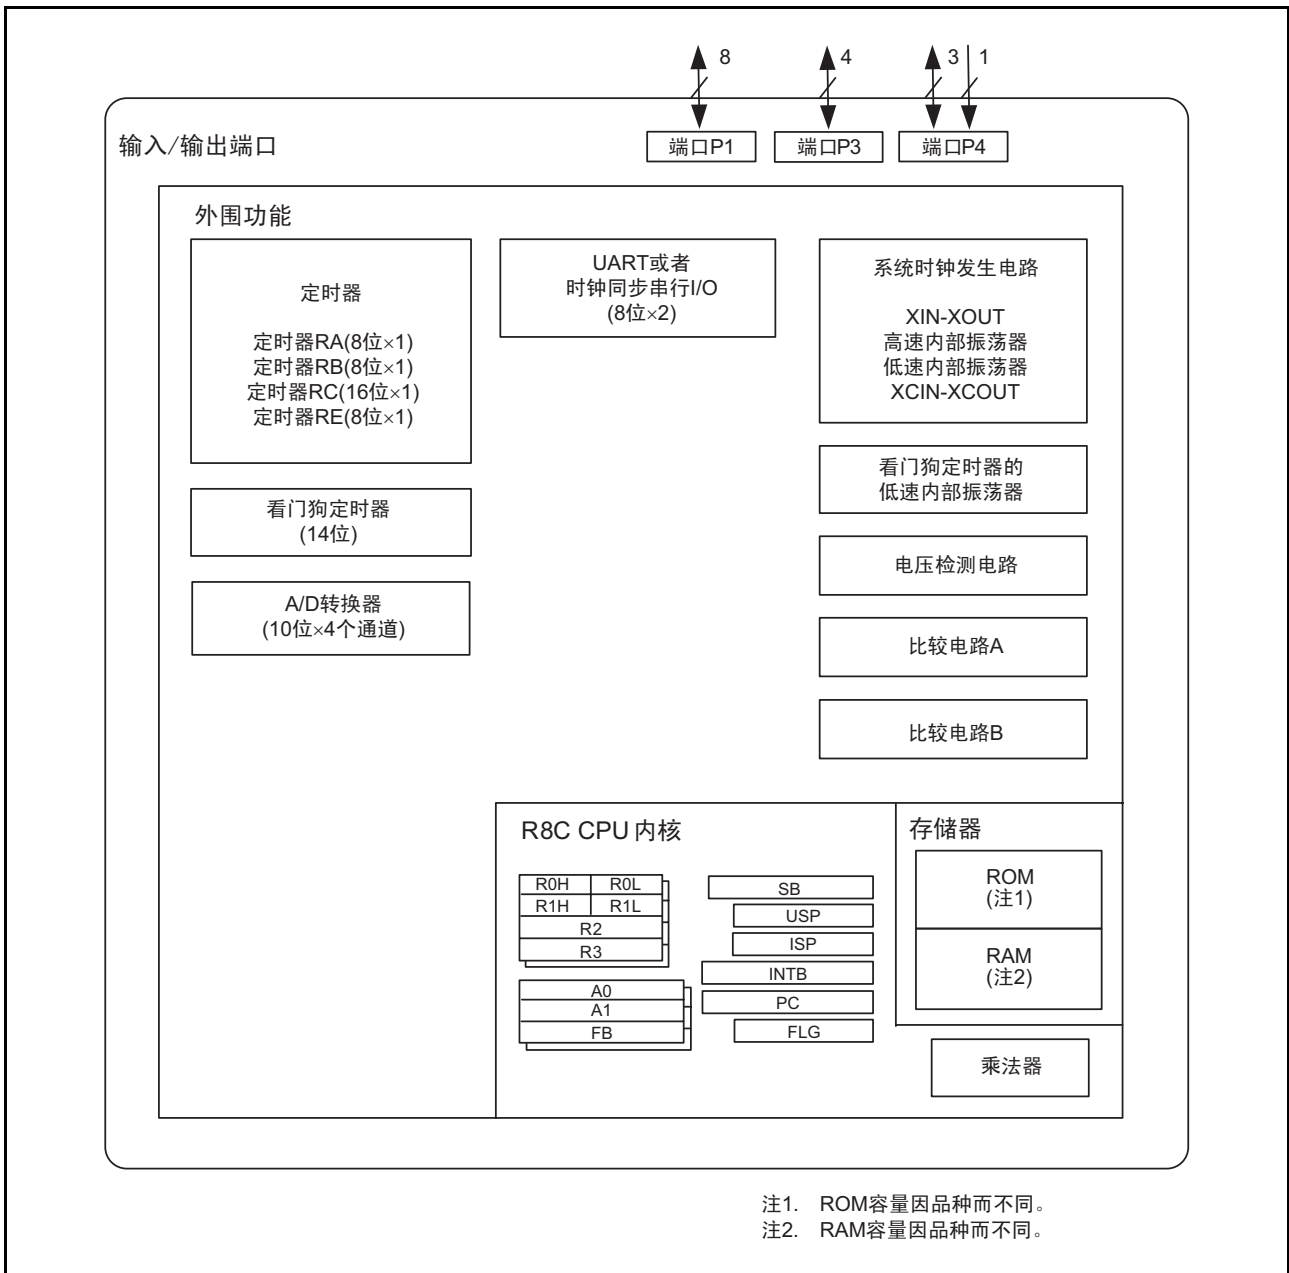 8
4
3
1
输入/输出端口
端口P1
端口P3
端口P4
外围功能
定时器
定时器RA(8位×1)
定时器RB(8位×1)
定时器RC(16位×1)
定时器RE(8位×1)
看门狗定时器
(14位)
A/D转换器
(10位×4个通道)
UART或者
时钟同步串行I/O
(8位×2)
系统时钟发生电路
XIN-XOUT
高速内部振荡器
低速内部振荡器
XCIN-XCOUT
看门狗定时器的
低速内部振荡器
电压检测电路
比较电路A
比较电路B
R8C CPU 内核
R0H
R0L
R1H
R1L
R2
R3
A0
A1
FB
SB
USP
ISP
INTB
PC
FLG
存储器
ROM
(注1)
RAM
(注2)
乘法器
注1. ROM容量因品种而不同。
注2. RAM容量因品种而不同。